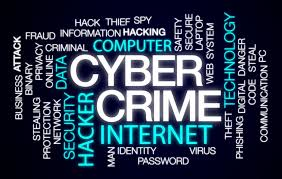 HACK THIEF SPY
INFORMATION HACKING
CRIMINAL COMPUTER
CYBER
CRIME
INTERNET
MAN IDENTITY VIRUS
PASSWORD
BUSINESS ATTACK
BINARY
PRIVACY
FRAUD
STEALING
PROTECTION
ONLINE
NETWORK
DATA
SECURITY
HACKER
SAFETY
SECURE
LAPTOP
WEB SYSTEM
TECHNOLOGY
THEFT
PHISHING
DIGITAL
DANGER
CODE
STEAL
COMMUNICATION PC